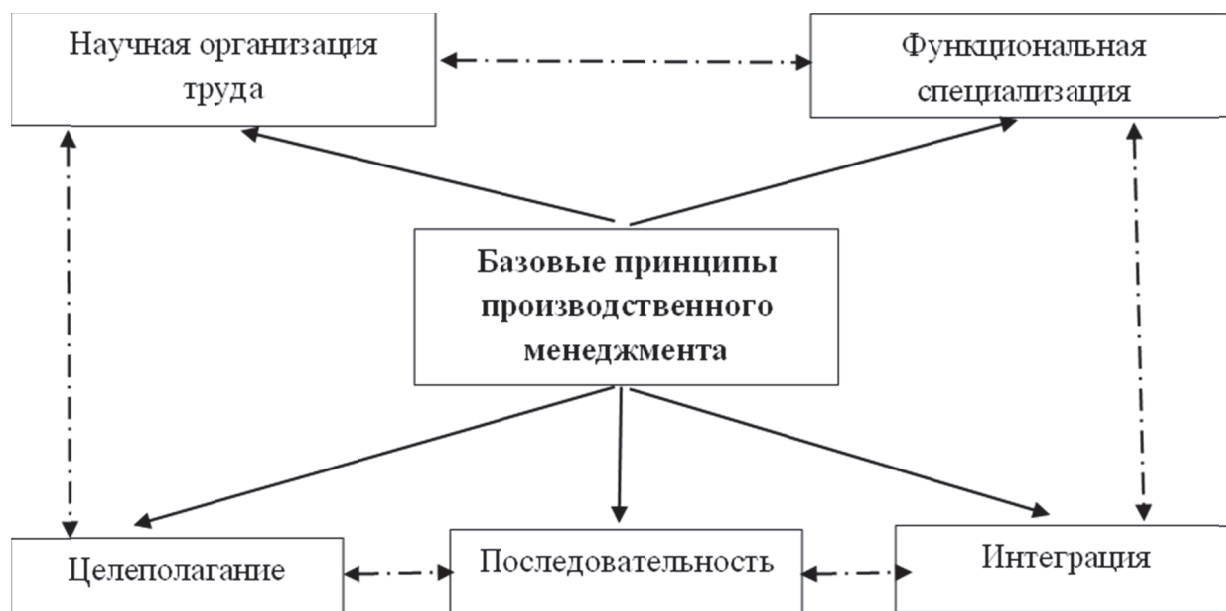 Научная организация
труда
Функциональная
специализация
Базовые принципы
производственного
менеджмента
Целеполагание
Последовательность
Интеграция